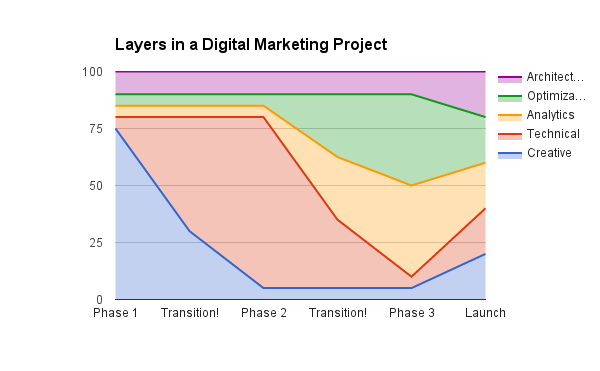 Layers in a Digital Marketing Project
100
75
50
25
0
Phase 1 Transition! Phase 2 Transition! Phase 3 Launch
Architect...
Optimiza...
Analytics
Technical
Creative